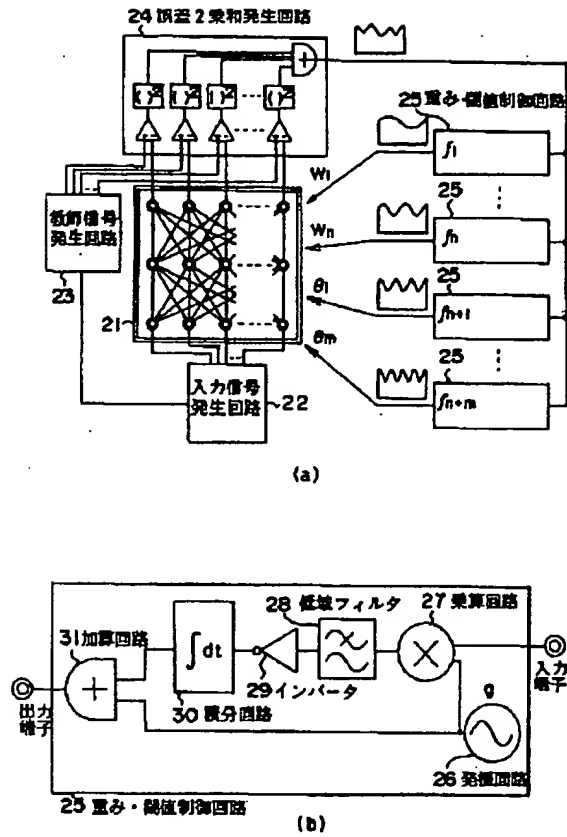 24 誤差2乗和発生回路
( )²
( )²
( )²
( )²
+
25 重み・閾値制御回路
f1
W1
25
Wn
fn
教師信号
発生回路
23
25
θ1
fn+1
21
θm
25
fn+m
入力信号
発生回路
22
(a)
28 低域フィルタ
27 乗算回路
31 加算回路
∫dt
29 インバータ
入力
端子
出力
端子
30 積分回路
g
26 発振回路
25 重み・閾値制御回路
(b)